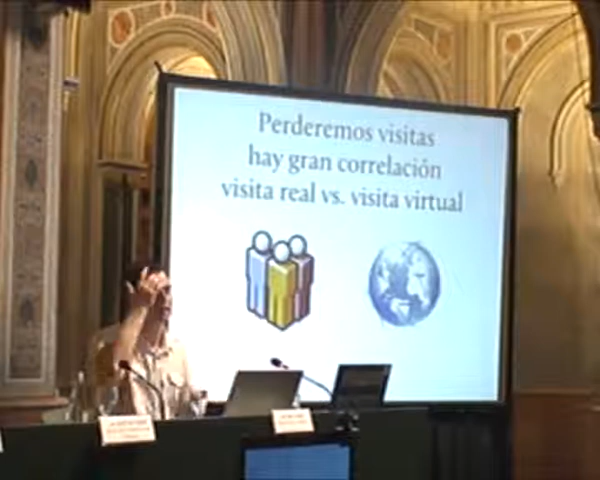 Perderemos visitas
hay gran correlación
visita real vs. visita virtual